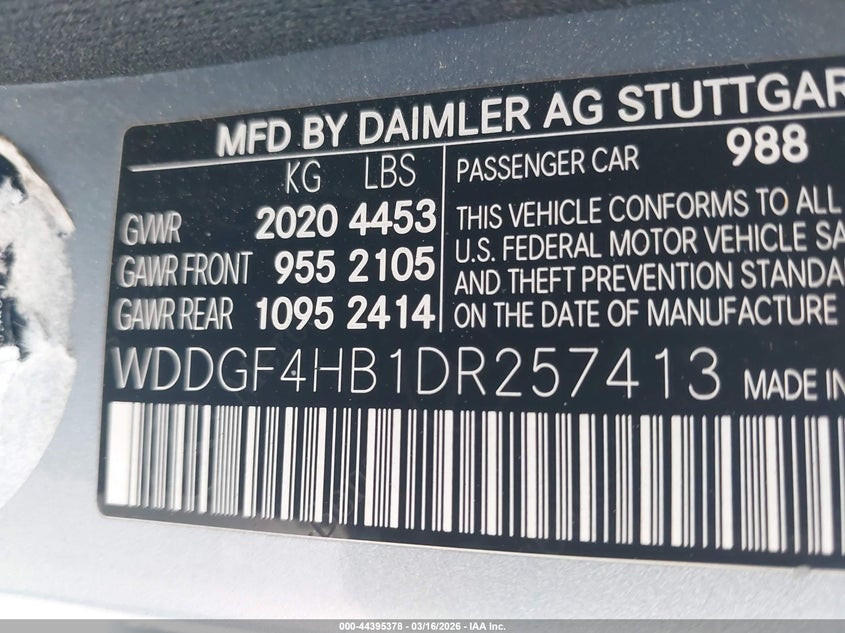 MFD BY DAIMLER AG STUTTGAR
KG LBS
GVWR 2020 4453
GAWR FRONT 955 2105
GAWR REAR 1095 2414
PASSENGER CAR 988
THIS VEHICLE CONFORMS TO ALL
U.S. FEDERAL MOTOR VEHICLE SA
AND THEFT PREVENTION STANDA
ON THE DATE OF MANUFACTURE
WDDGF4HB1DR257413 MADE IN
000-44395378 - 03/16/2026 - IAA Inc.